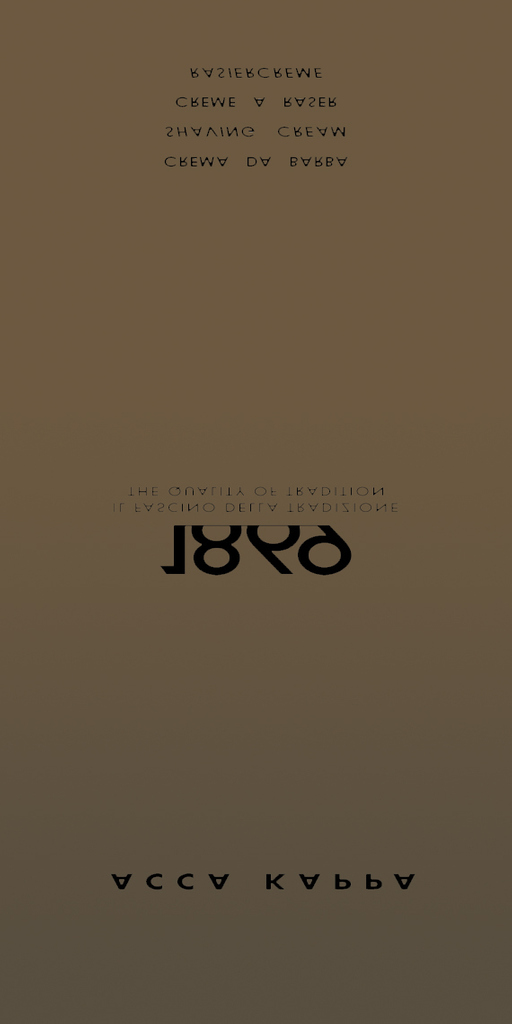 ACCA KAPPA
1869
IL FASCINO DELLA TRADIZIONE
THE QUALITY OF TRADITION
CREMA DA BARBA
SHAVING CREAM
CREME A RASER
RASIERCREME